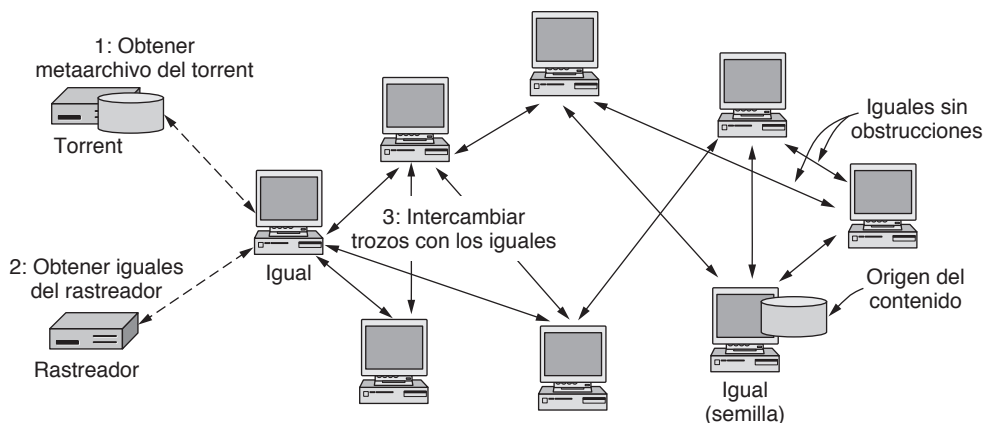 1: Obtener
metaarchivo del torrent
Torrent
Iguales sin
obstrucciones
3: Intercambiar
trozos con los iguales
Igual
2: Obtener iguales
del rastreador
Rastreador
Origen del
contenido
Igual
(semilla)